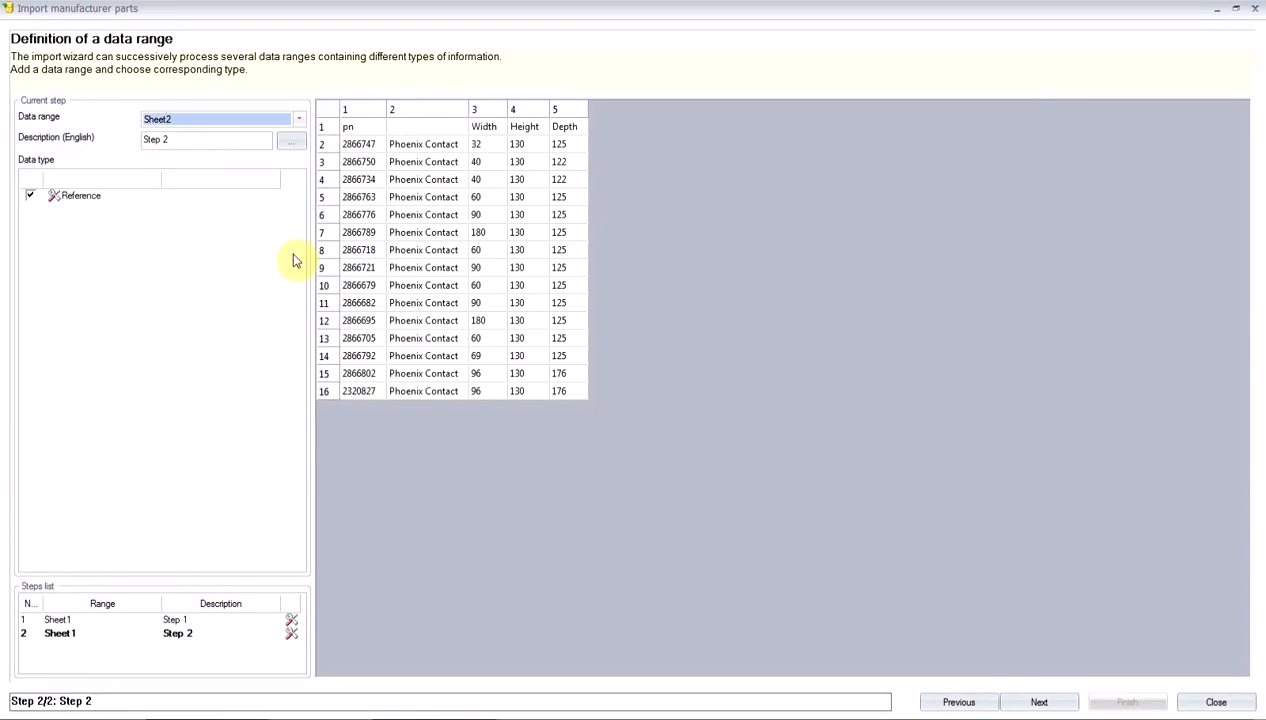 Import manufacturer parts
Definition of a data range
The import wizard can successively process several data ranges containing different types of information.
Add a data range and choose corresponding type.
Current step
Data range
Sheet2
Description (English)
Step 2
...
Data type
Reference
1 2 3 4 5
1 pn Width Height Depth
2 2866747 Phoenix Contact 32 130 125
3 2866750 Phoenix Contact 40 130 122
4 2866734 Phoenix Contact 40 130 122
5 2866763 Phoenix Contact 60 130 125
6 2866776 Phoenix Contact 90 130 125
7 2866789 Phoenix Contact 180 130 125
8 2866718 Phoenix Contact 60 130 125
9 2866721 Phoenix Contact 90 130 125
10 2866679 Phoenix Contact 60 130 125
11 2866682 Phoenix Contact 90 130 125
12 2866695 Phoenix Contact 180 130 125
13 2866705 Phoenix Contact 60 130 125
14 2866792 Phoenix Contact 69 130 125
15 2866802 Phoenix Contact 96 130 176
16 2320827 Phoenix Contact 96 130 176
Steps list
N... Range Description
1 Sheet1 Step 1
2 Sheet1 Step 2
Step 2/2: Step 2
Previous
Next
Finish
Close